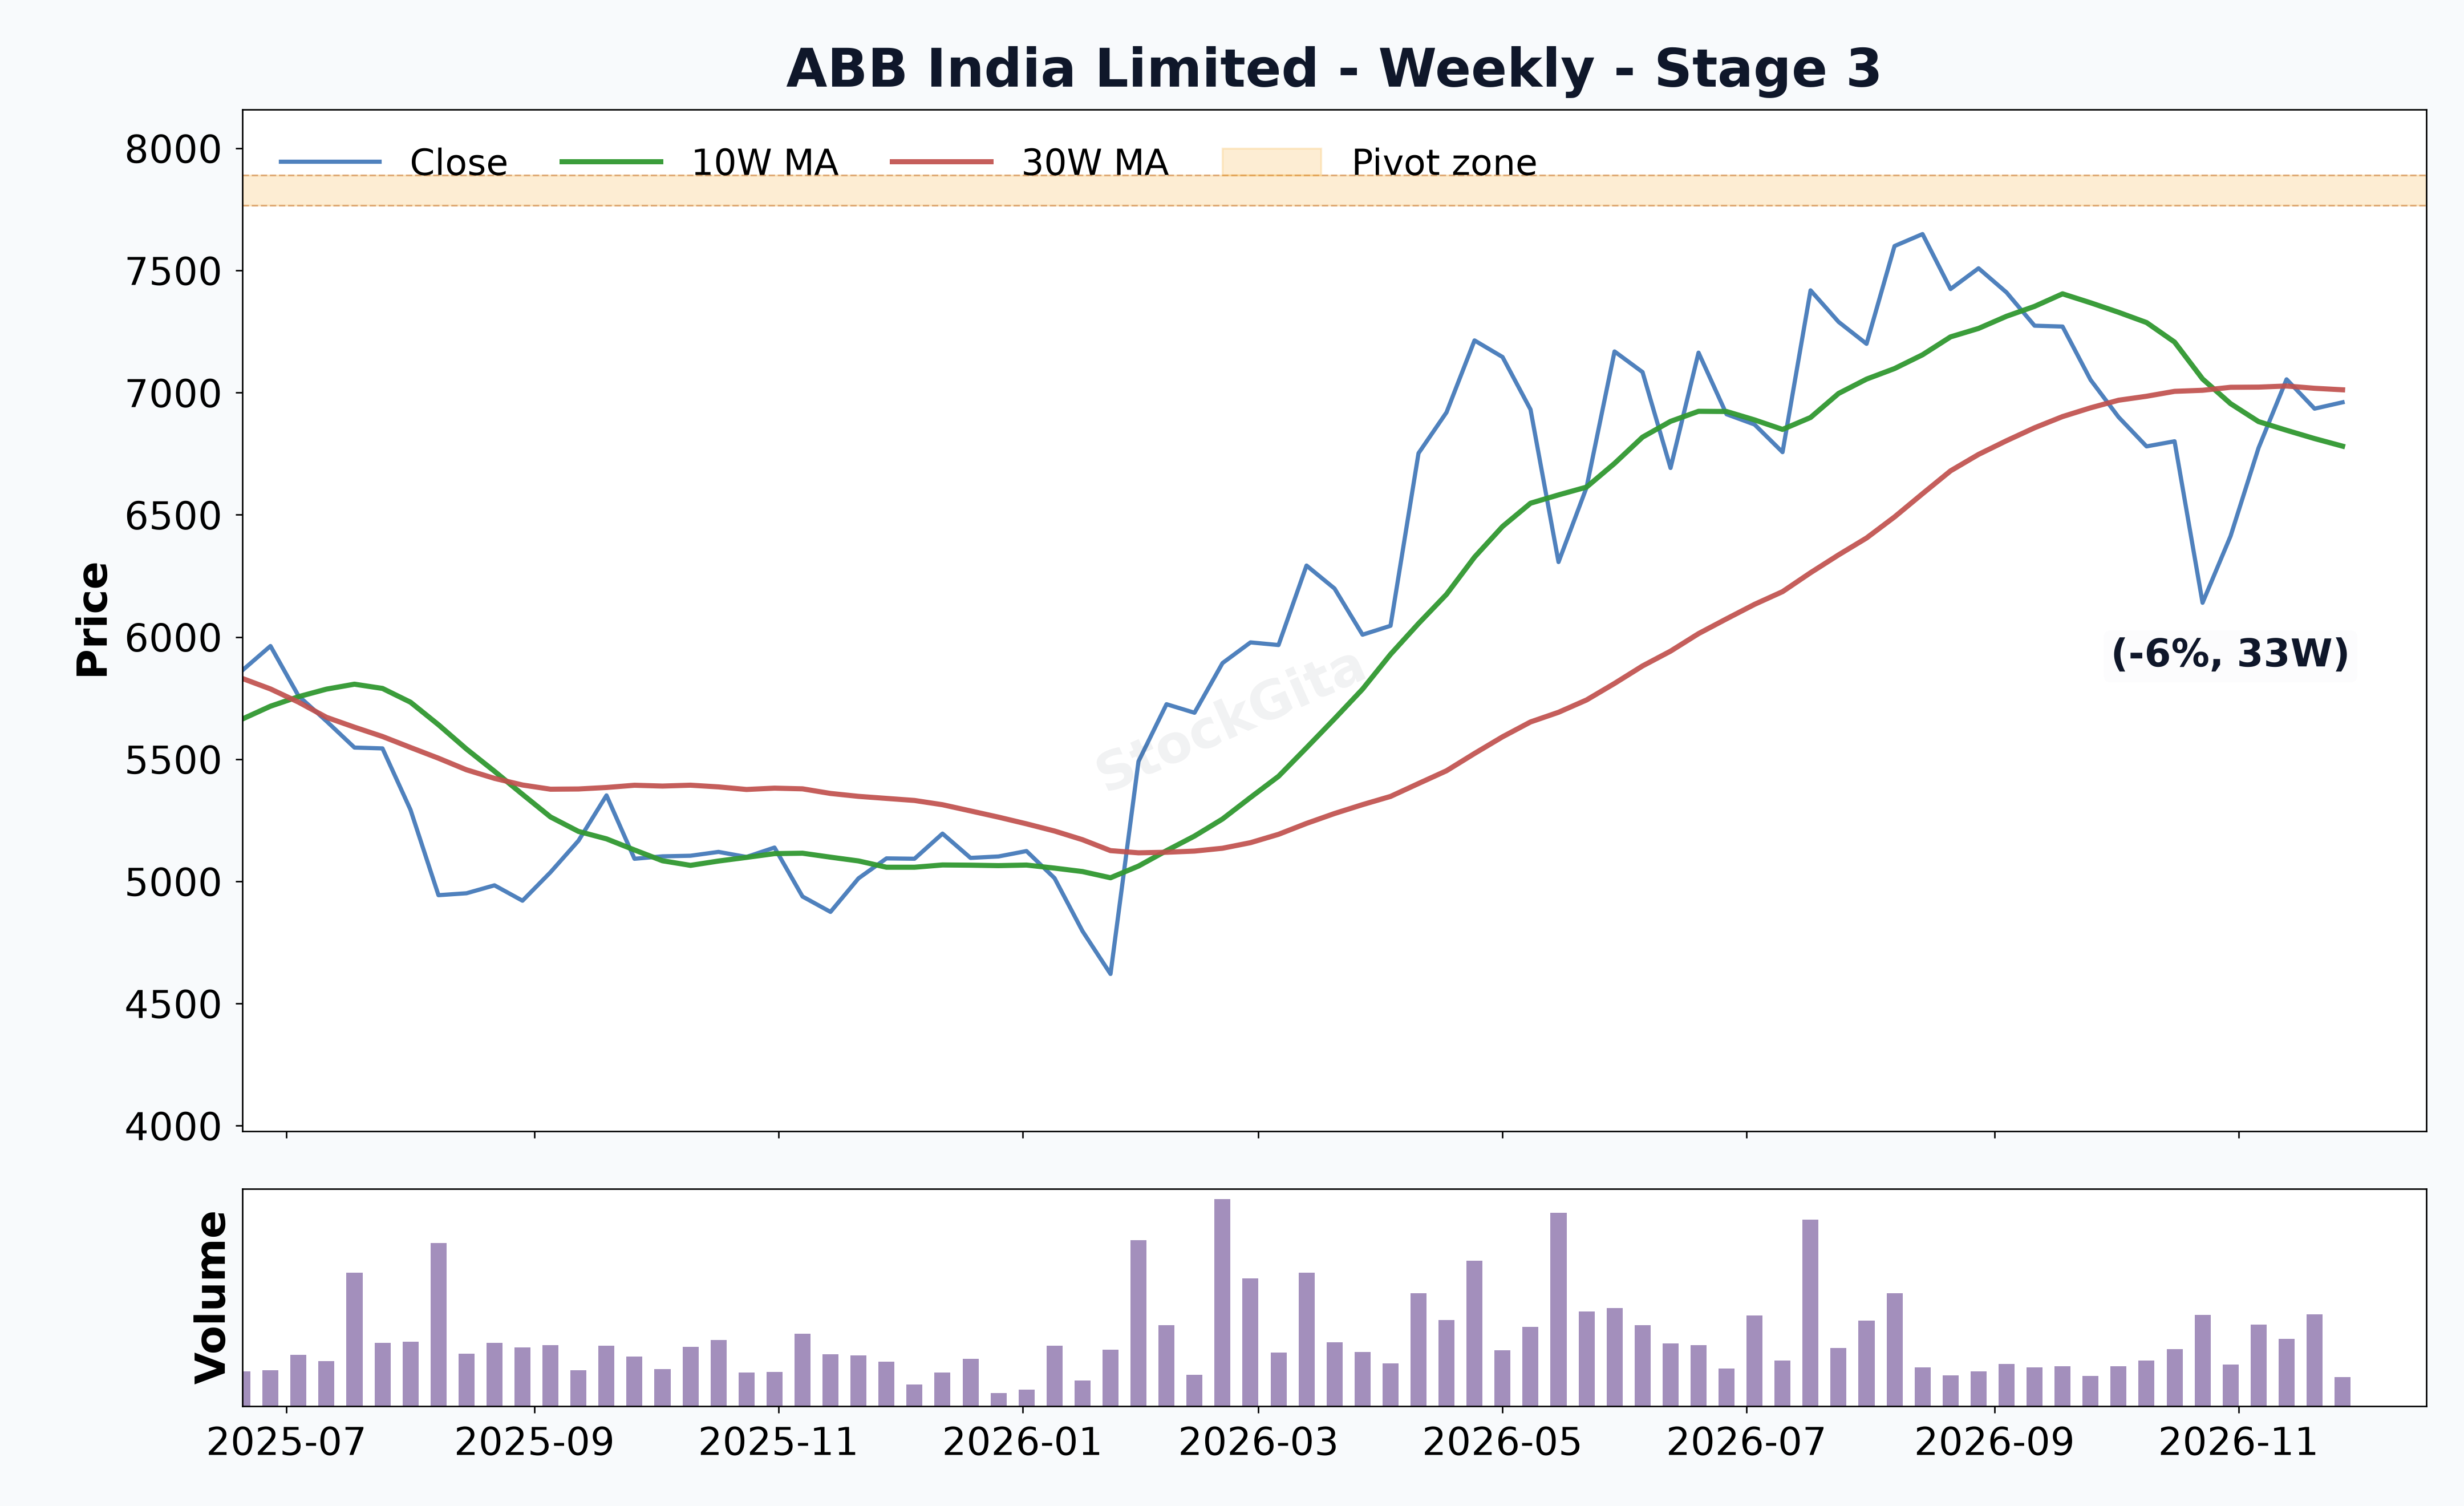 ABB India Limited - Weekly - Stage 3
Close 10W MA 30W MA Pivot zone
8000
7500
7000
6500
6000
5500
5000
4500
4000
Price
(-6%, 33W)
StockGita
Volume
2025-07 2025-09 2025-11 2026-01 2026-03 2026-05 2026-07 2026-09 2026-11